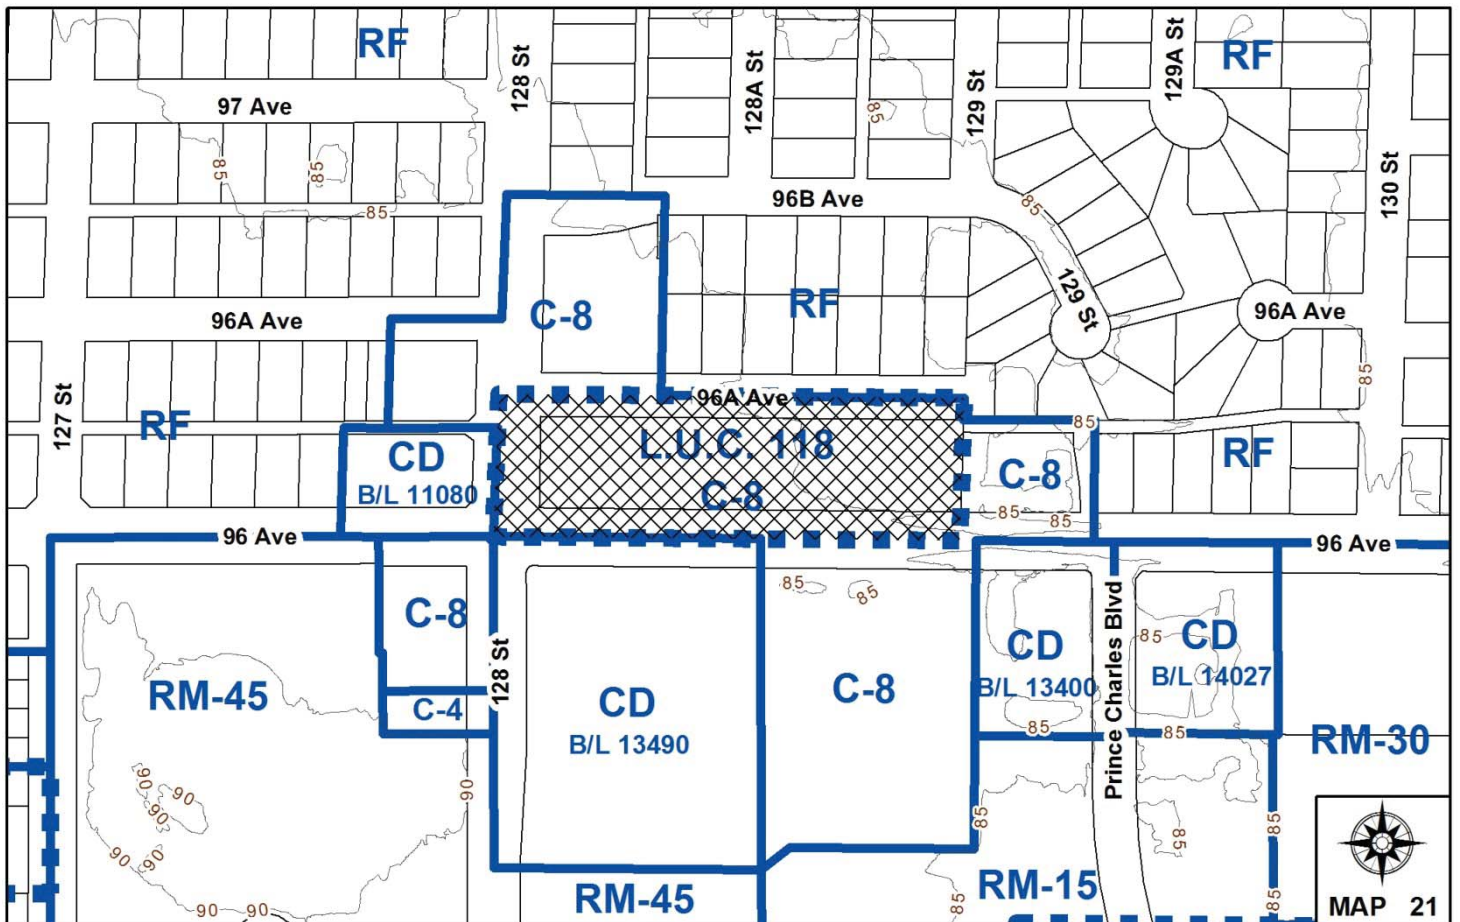 RF
RF
128 St
128A St
129 St
129A St
97 Ave
85
85
85
85
130 St
96B Ave
85
C-8
RF
129 St
96A Ave
96A Ave
127 St
85
RF
96A Ave
85
CD
B/L 11080
L.U.C. 118
C-8
C-8
RF
85
85
96 Ave
96 Ave
85
85
C-8
128 St
RM-45
C-4
CD
B/L 13490
C-8
CD
B/L 13400
85
Prince Charles Blvd
85
CD
B/L 14027
85
RM-30
90
90
90
90
90
90
90
90
85
85
85
85
85
RM-45
RM-15
MAP 21